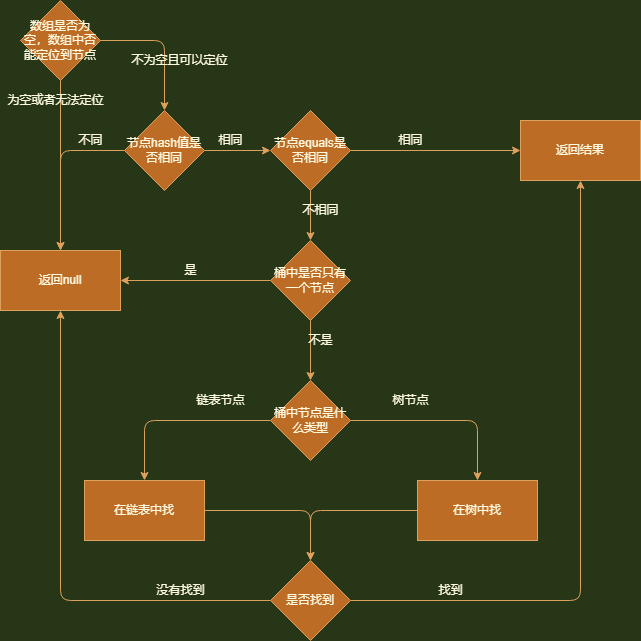 数组是否为
空，数组中否
能定位到节点
不为空且可以定位
为空或者无法定位
不同
节点hash值是
否相同
相同
节点equals是
否相同
相同
返回结果
不相同
返回null
是
桶中是否只有
一个节点
不是
链表节点
桶中节点是什
么类型
树节点
在链表中找
在树中找
没有找到
是否找到
找到